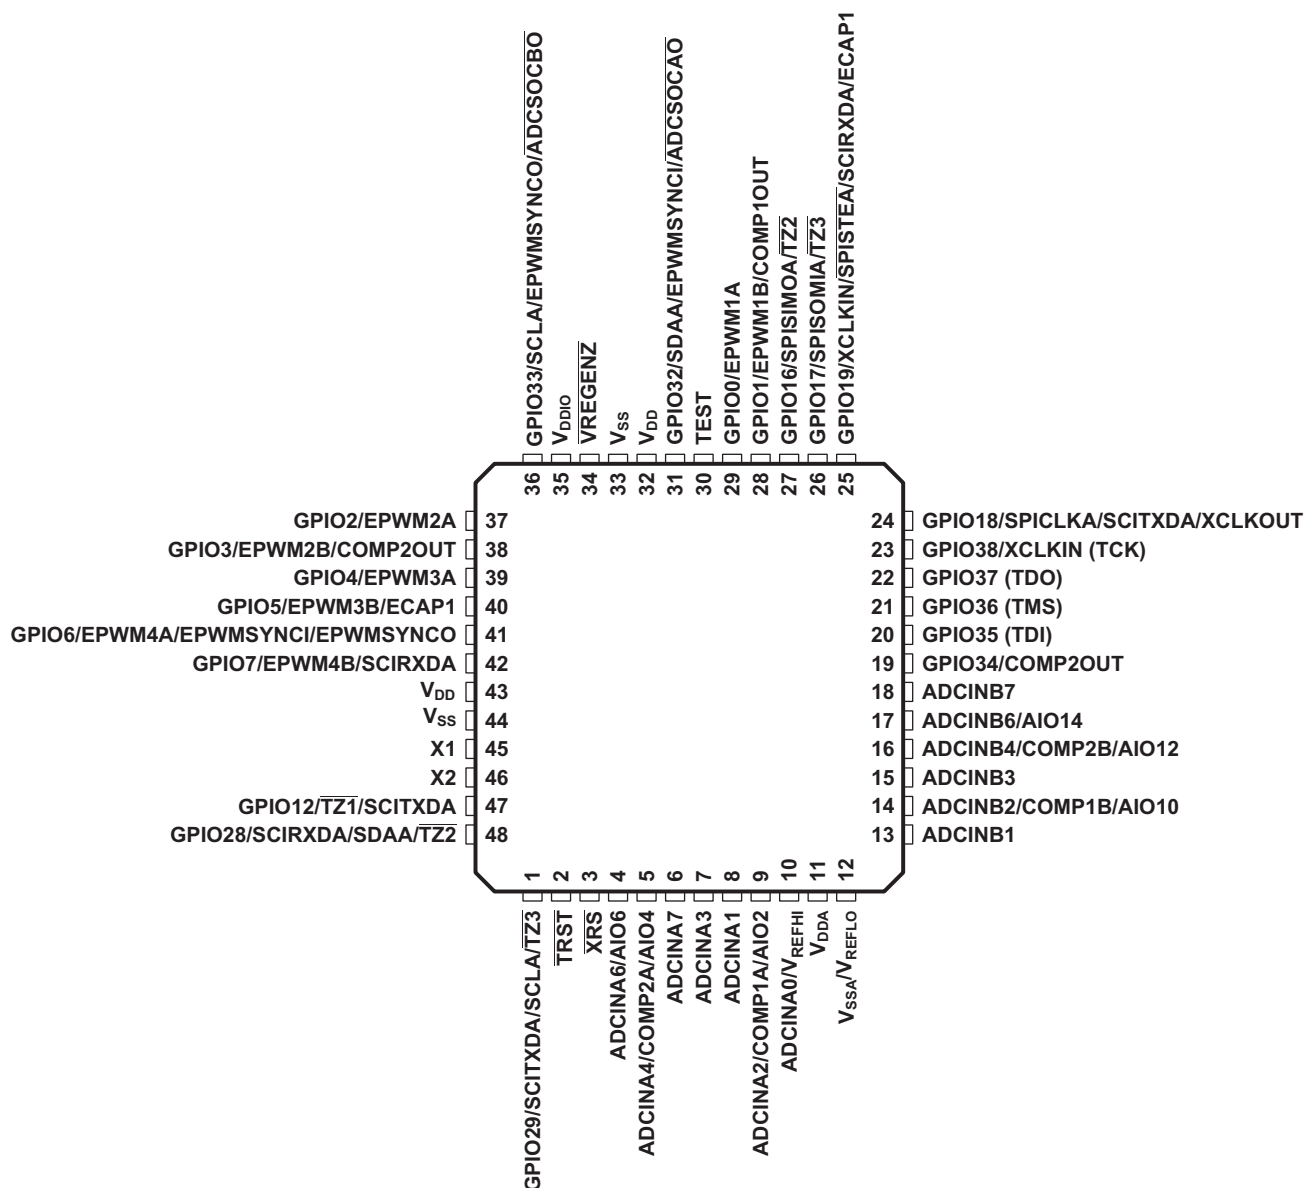 GPIO33/SCLA/EPWMSYNCO/ADCSOCBO
VDDIO
VREGENZ
VSS
VDD
GPIO32/SDAA/EPWMSYNCI/ADCSOCAO
TEST
GPIO0/EPWM1A
GPIO1/EPWM1B/COMP1OUT
GPIO16/SPISIMOA/TZ2
GPIO17/SPISOMIA/TZ3
GPIO19/XCLKIN/SPISTEA/SCIRXDA/ECAP1
36
35
34
33
32
31
30
29
28
27
26
25
GPIO2/EPWM2A 37
GPIO3/EPWM2B/COMP2OUT 38
GPIO4/EPWM3A 39
GPIO5/EPWM3B/ECAP1 40
GPIO6/EPWM4A/EPWMSYNCI/EPWMSYNCO 41
GPIO7/EPWM4B/SCIRXDA 42
VDD 43
VSS 44
X1 45
X2 46
GPIO12/TZ1/SCITXDA 47
GPIO28/SCIRXDA/SDAA/TZ2 48
24 GPIO18/SPICLKA/SCITXDA/XCLKOUT
23 GPIO38/XCLKIN (TCK)
22 GPIO37 (TDO)
21 GPIO36 (TMS)
20 GPIO35 (TDI)
19 GPIO34/COMP2OUT
18 ADCINB7
17 ADCINB6/AIO14
16 ADCINB4/COMP2B/AIO12
15 ADCINB3
14 ADCINB2/COMP1B/AIO10
13 ADCINB1
1
2
3
4
5
6
7
8
9
10
11
12
GPIO29/SCITXDA/SCLA/TZ3
TRST
XRS
ADCINA6/AIO6
ADCINA4/COMP2A/AIO4
ADCINA7
ADCINA3
ADCINA1
ADCINA2/COMP1A/AIO2
ADCINA0/VREFHI
VDDA
VSSA/VREFLO